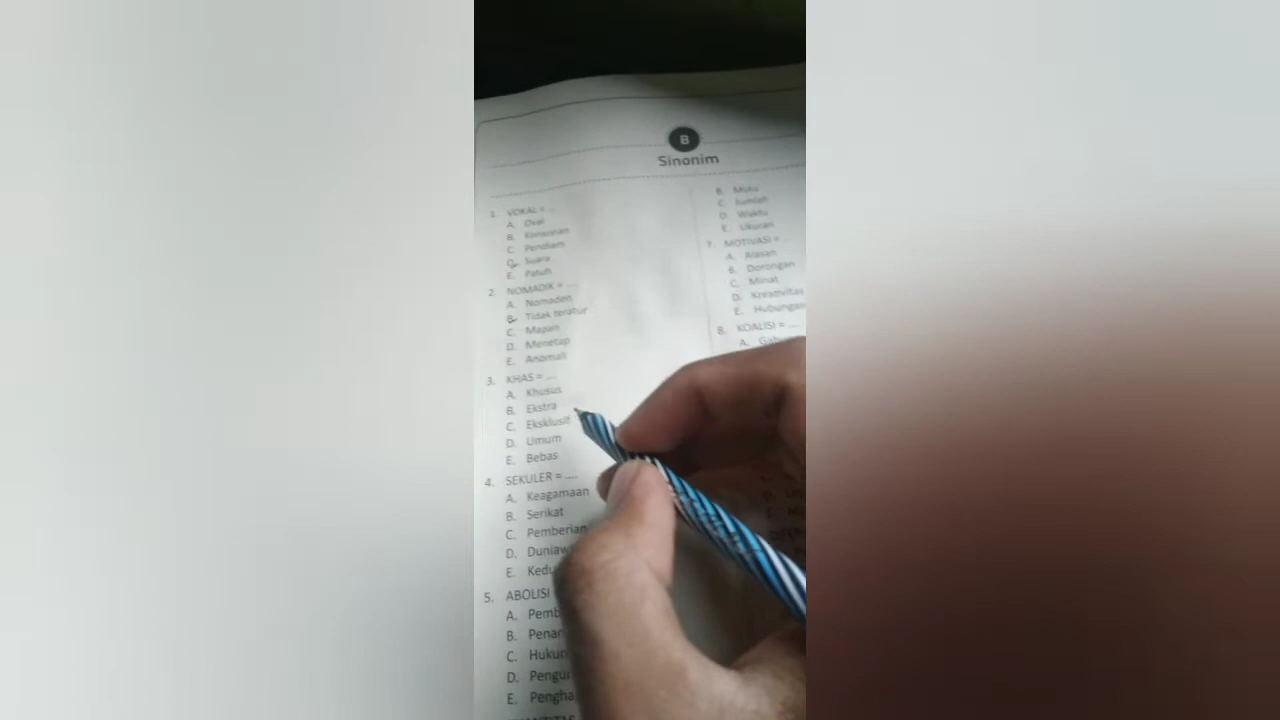 B
Sinonim
1. VOKAL = ...
A. Oval
B. Konsonan
C. Pendiam
D. Suara
E. Patuh
2. NOMADIK = ...
A. Nomaden
B. Tidak teratur
C. Mapan
D. Menetap
E. Anomali
3. KHAS = ...
A. Khusus
B. Ekstra
C. Eksklusif
D. Umum
E. Bebas
4. SEKULER = ...
A. Keagamaan
B. Serikat
C. Pemberian
D.
E.
5. ABOLISI
A.
B.
C.
D.
E.
B. Mutu
C. Jumlah
D. Waktu
E. Ukuran
7. MOTIVASI = ...
A. Alasan
B. Dorongan
C. Minat
D. Kreativitas
E. Hubungan
8. KOALISI = ...
A.